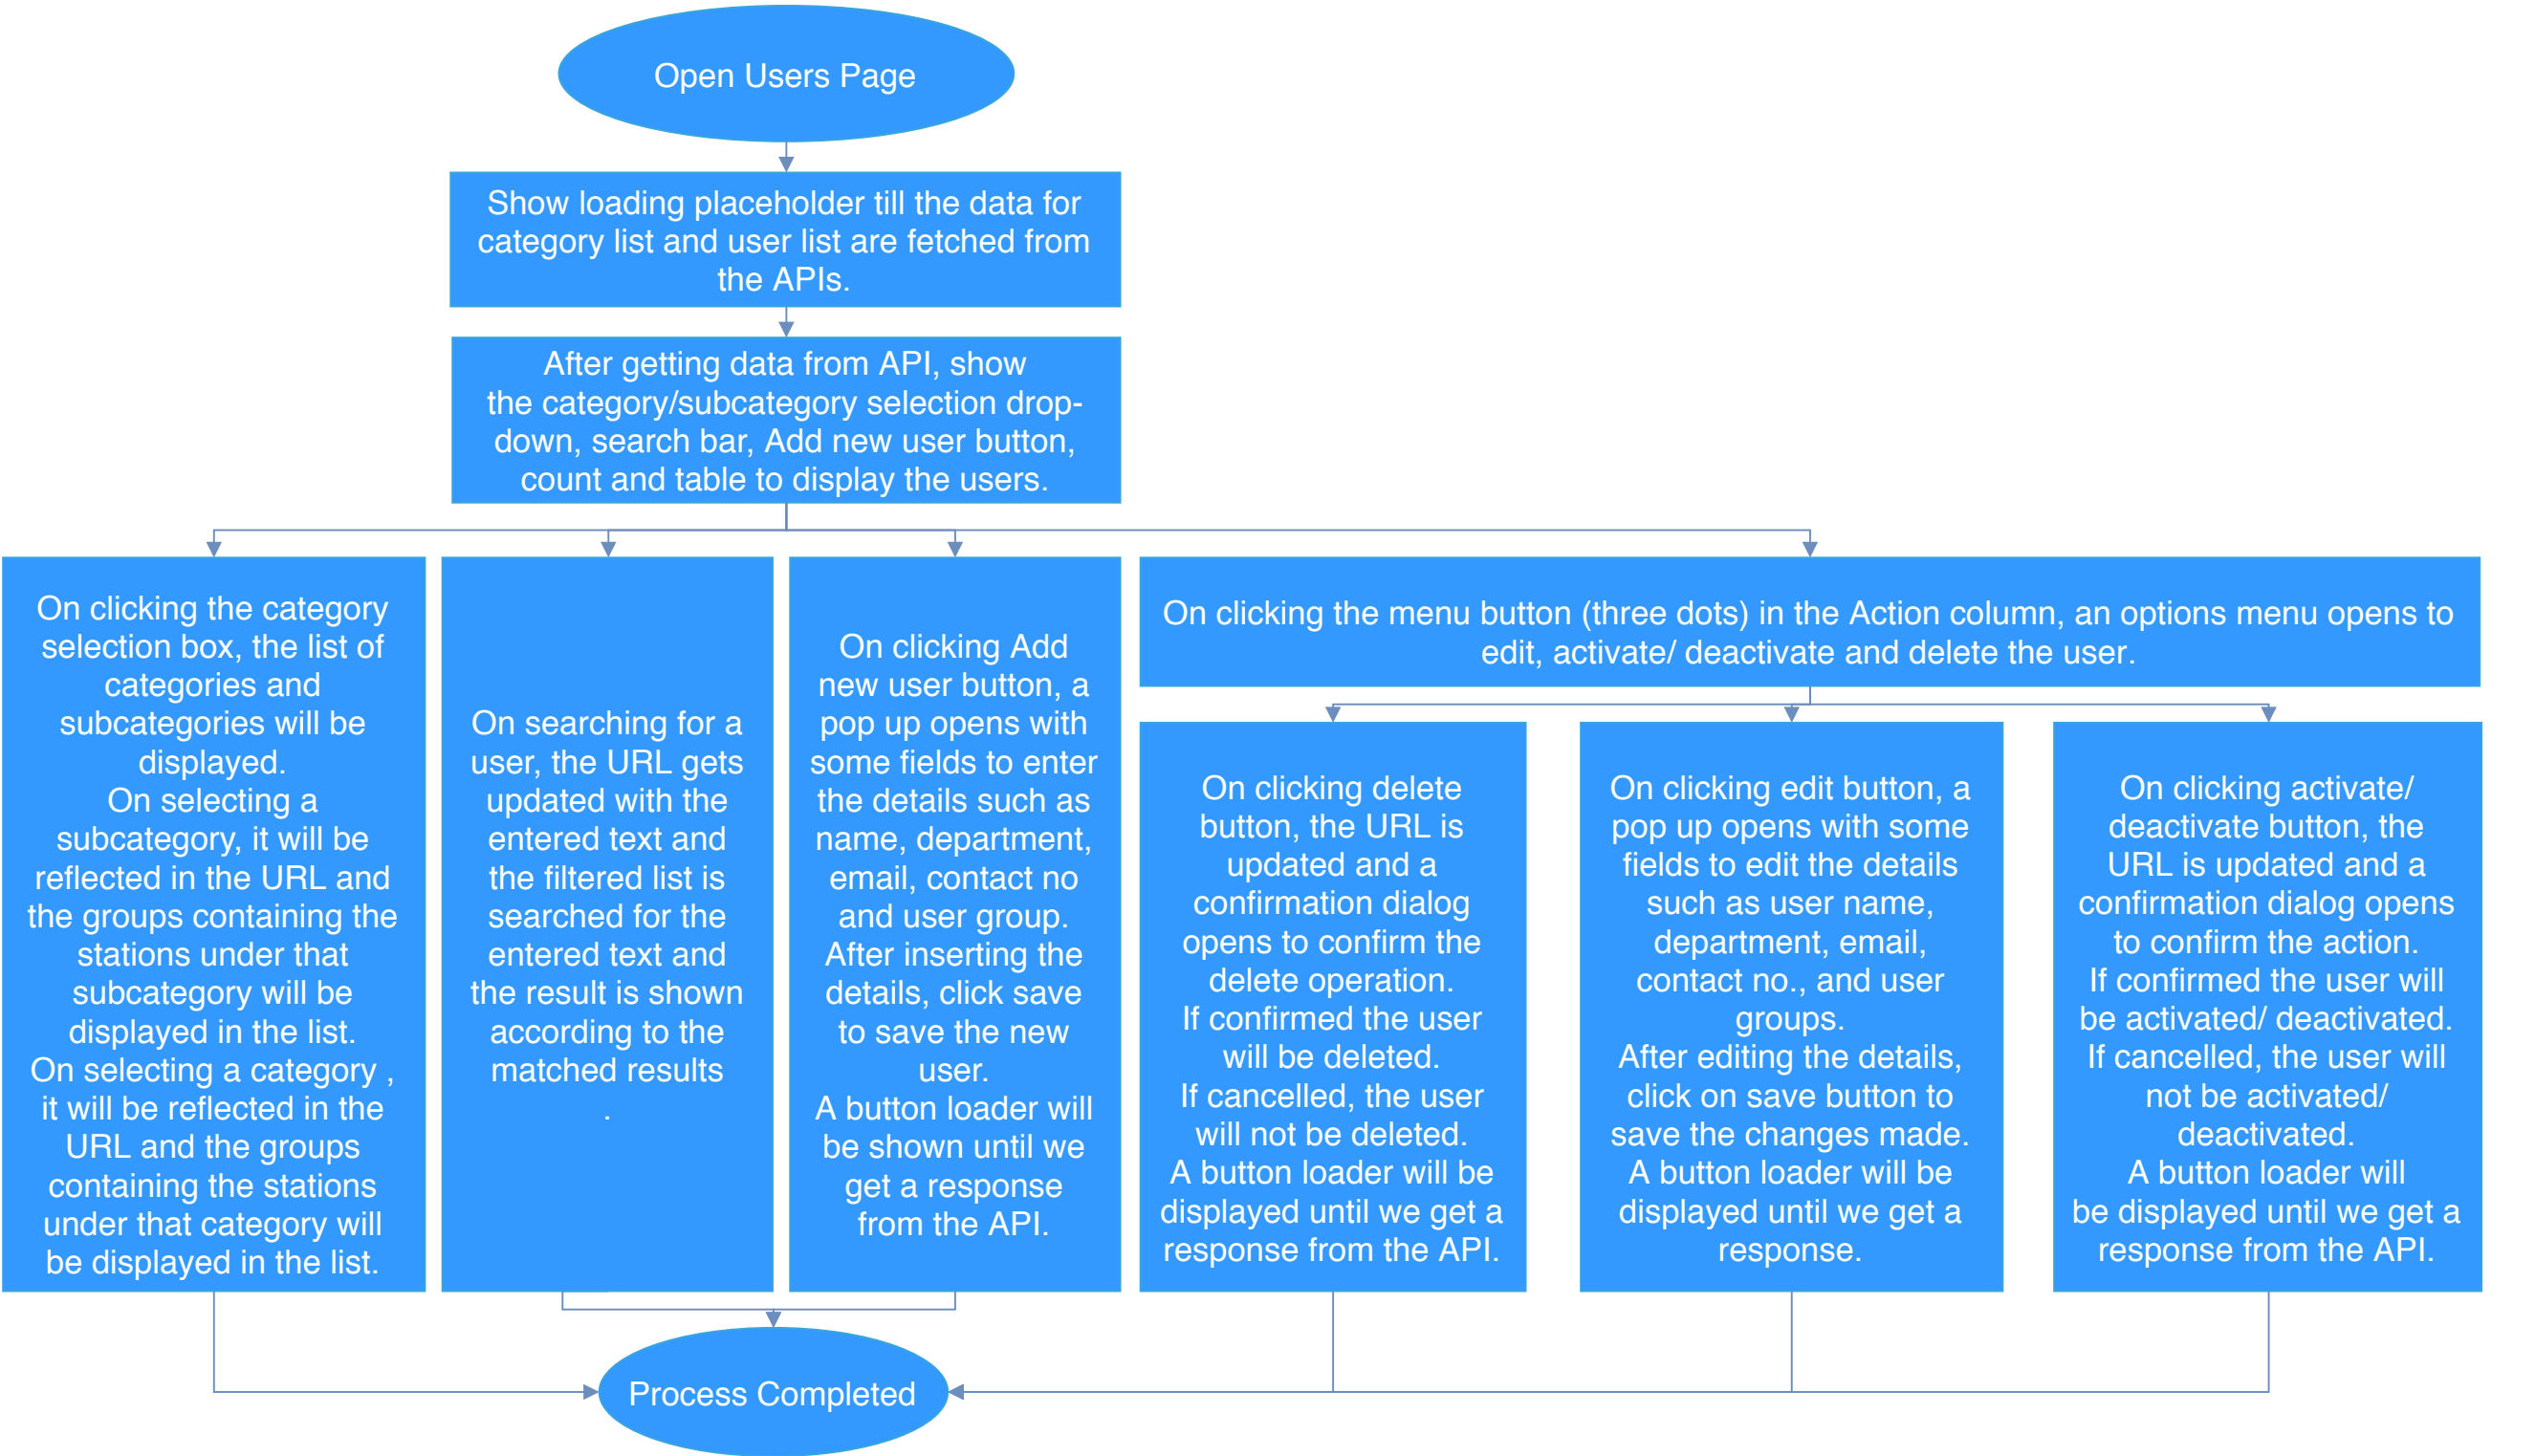 Open Users Page
Show loading placeholder till the data for
category list and user list are fetched from
the APIs.
After getting data from API, show
the category/subcategory selection drop-
down, search bar, Add new user button,
count and table to display the users.
On clicking the category
selection box, the list of
categories and
subcategories will be
displayed.
On selecting a
subcategory, it will be
reflected in the URL and
the groups containing the
stations under that
subcategory will be
displayed in the list.
On selecting a category ,
it will be reflected in the
URL and the groups
containing the stations
under that category will
be displayed in the list.
On searching for a
user, the URL gets
updated with the
entered text and
the filtered list is
searched for the
entered text and
the result is shown
according to the
matched results
.
On clicking Add
new user button, a
pop up opens with
some fields to enter
the details such as
name, department,
email, contact no
and user group.
After inserting the
details, click save
to save the new
user.
A button loader will
be shown until we
get a response
from the API.
On clicking the menu button (three dots) in the Action column, an options menu opens to
edit, activate/ deactivate and delete the user.
On clicking delete
button, the URL is
updated and a
confirmation dialog
opens to confirm the
delete operation.
If confirmed the user
will be deleted.
If cancelled, the user
will not be deleted.
A button loader will be
displayed until we get a
response from the API.
On clicking edit button, a
pop up opens with some
fields to edit the details
such as user name,
department, email,
contact no., and user
groups.
After editing the details,
click on save button to
save the changes made.
A button loader will be
displayed until we get a
response.
On clicking activate/
deactivate button, the
URL is updated and a
confirmation dialog opens
to confirm the action.
If confirmed the user will
be activated/ deactivated.
If cancelled, the user will
not be activated/
deactivated.
A button loader will
be displayed until we get a
response from the API.
Process Completed